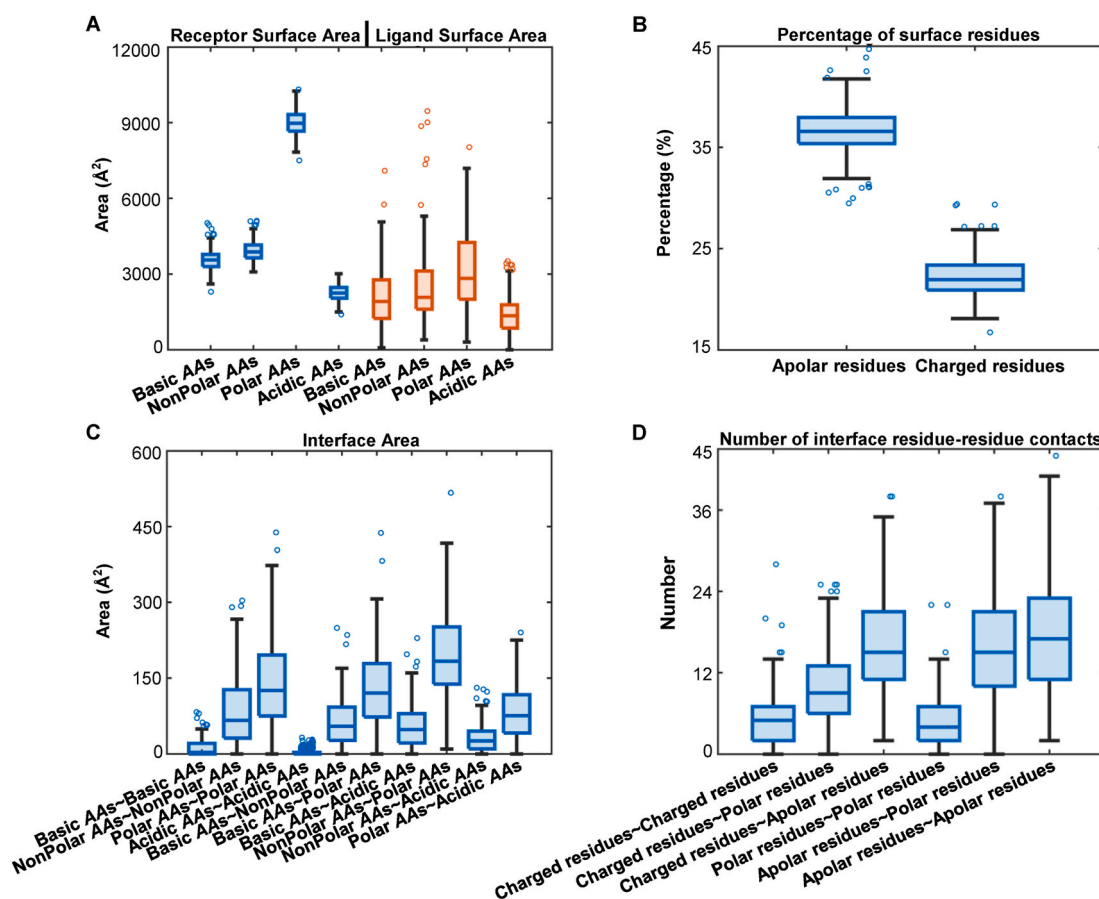 A
Receptor Surface Area
Ligand Surface Area
12000
9000
6000
3000
0
Area (Å²)
Basic AAs
NonPolar AAs
Polar AAs
Acidic AAs
Basic AAs
NonPolar AAs
Polar AAs
Acidic AAs
B
Percentage of surface residues
45
35
25
15
Percentage (%)
Apolar residues
Charged residues
C
Interface Area
600
450
300
150
0
Area (Å²)
Basic AAs~Basic AAs
NonPolar AAs~NonPolar AAs
Polar AAs~Polar AAs
Acidic AAs~Acidic AAs
Basic AAs~NonPolar AAs
Basic AAs~Polar AAs
Basic AAs~Acidic AAs
NonPolar AAs~Polar AAs
NonPolar AAs~Acidic AAs
Polar AAs~Acidic AAs
D
Number of interface residue-residue contacts
45
36
24
12
0
Number
Charged residues~Charged residues
Charged residues~Polar residues
Charged residues~Apolar residues
Polar residues~Polar residues
Apolar residues~Polar residues
Apolar residues~Apolar residues